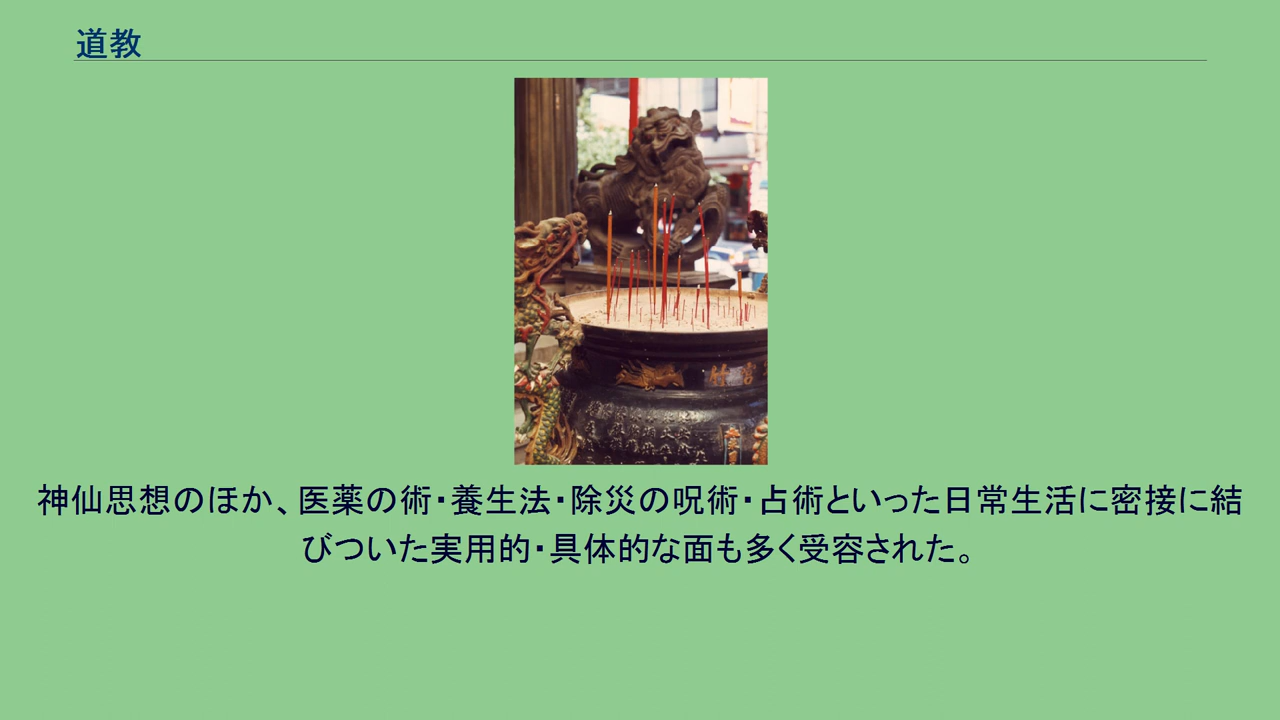 道教
神仙思想のほか、医薬の術・養生法・除災の呪術・占術といった日常生活に密接に結
びついた実用的・具体的な面も多く受容された。